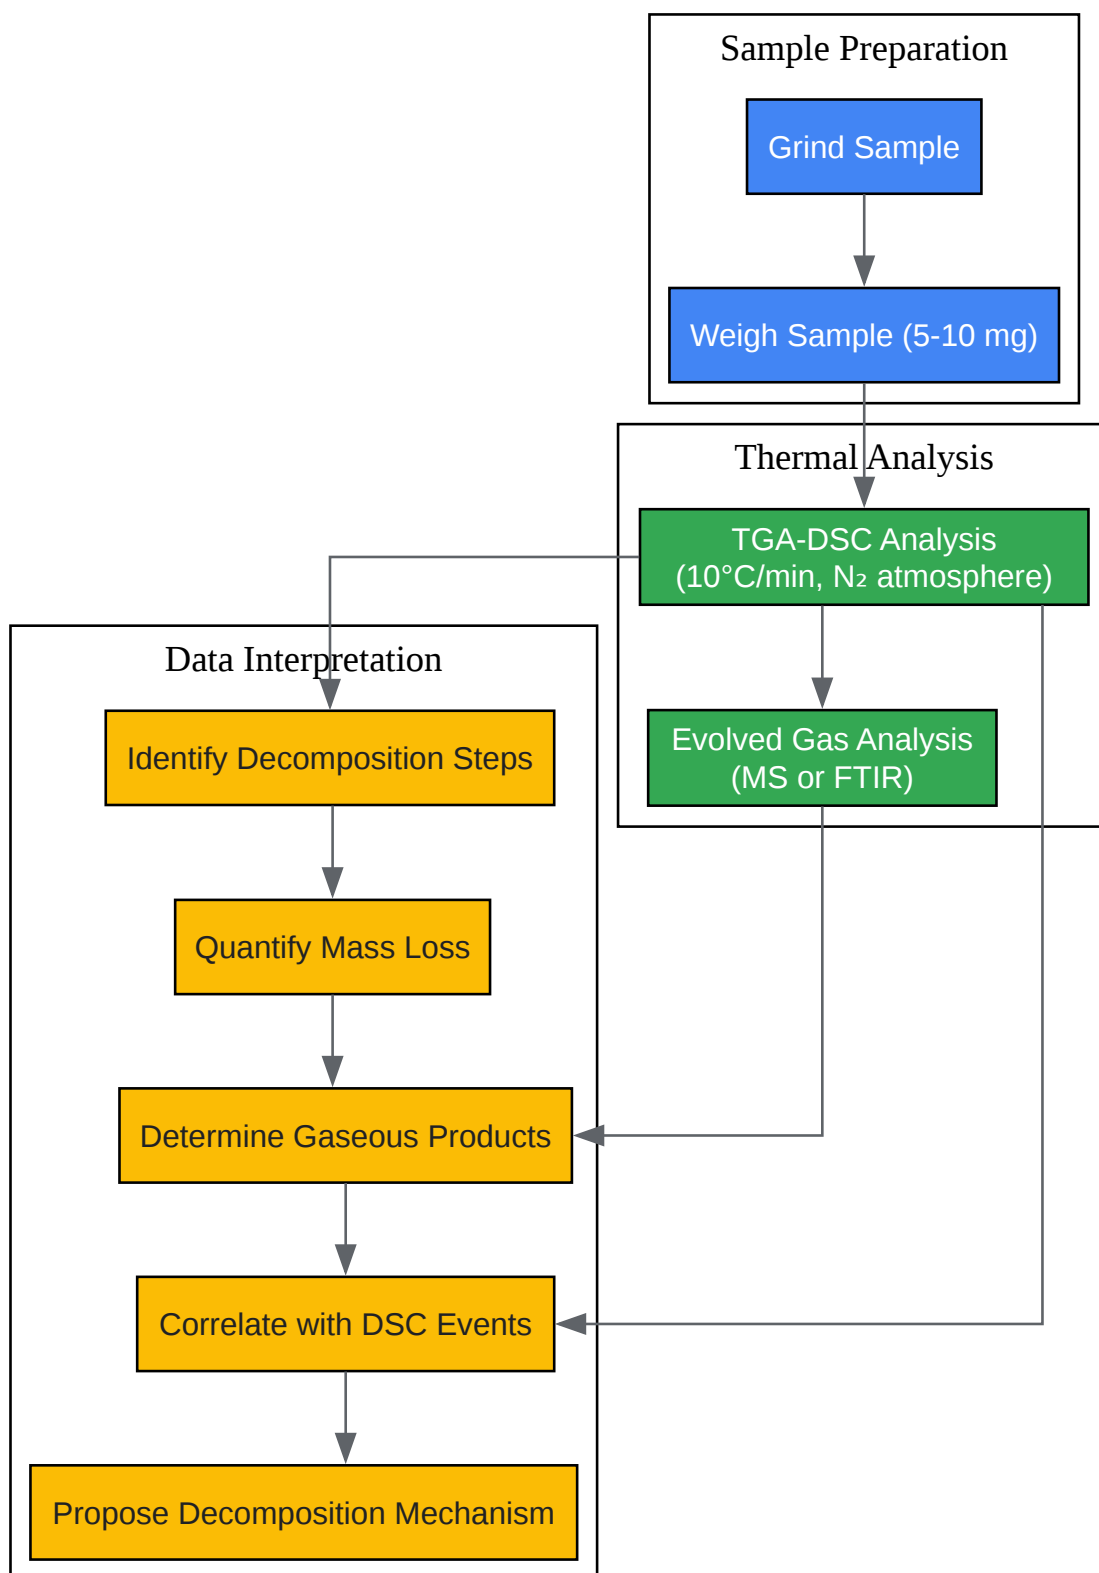 Sample Preparation
Grind Sample
Weigh Sample (5-10 mg)
Thermal Analysis
TGA-DSC Analysis
(10°C/min, N₂ atmosphere)
Evolved Gas Analysis
(MS or FTIR)
Data Interpretation
Identify Decomposition Steps
Quantify Mass Loss
Determine Gaseous Products
Correlate with DSC Events
Propose Decomposition Mechanism